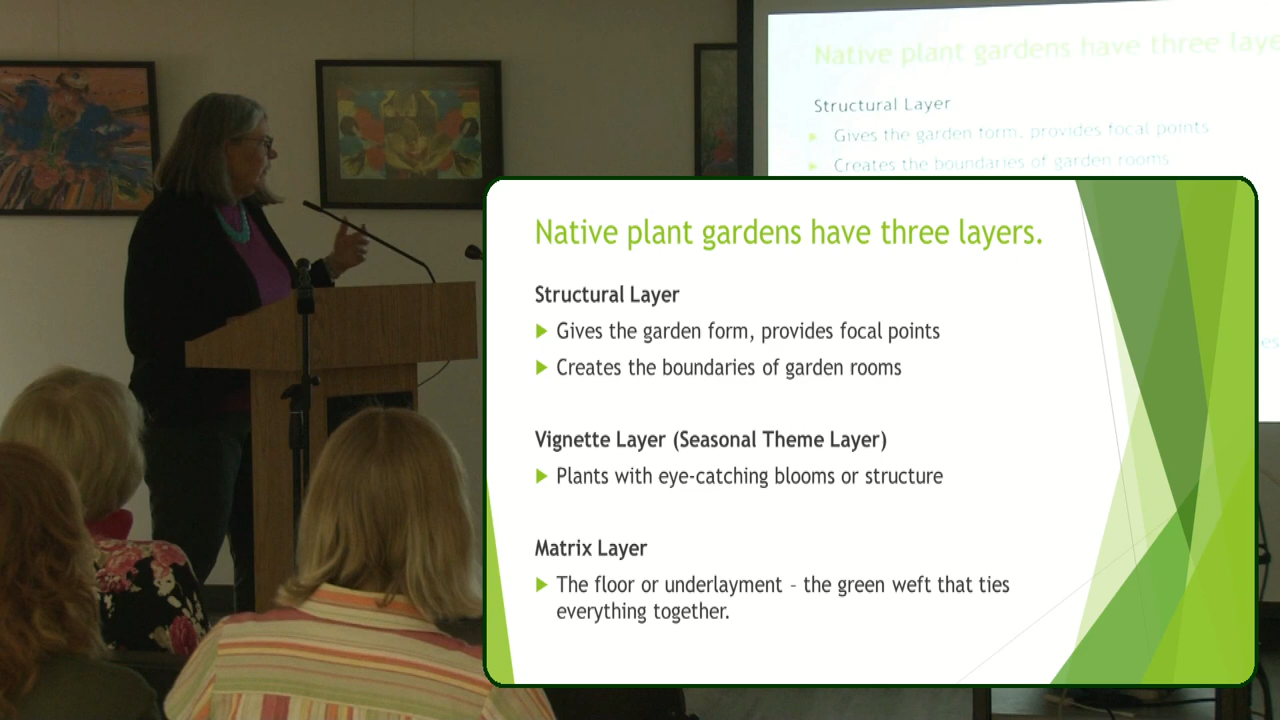 Native plant gardens have three laye
Structural Layer
Gives the garden form, provides focal points
Creates the boundaries of garden rooms
Native plant gardens have three layers.
Structural Layer
Gives the garden form, provides focal points
Creates the boundaries of garden rooms
Vignette Layer (Seasonal Theme Layer)
Plants with eye-catching blooms or structure
Matrix Layer
The floor or underlayment – the green weft that ties
everything together.